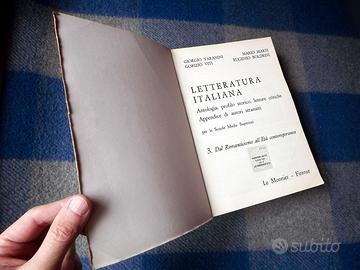 GIORGIO VARANINI
MARIO MARTI
GORIZIO VITI
EUGENIO BOLDRINI
LETTERATURA
ITALIANA
Antologia, profilo storico, letture critiche
Appendice di autori stranieri
per le Scuole Medie Superiori
3. Dal Romanticismo all'Età contemporanea
Le Monnier - Firenze
subito